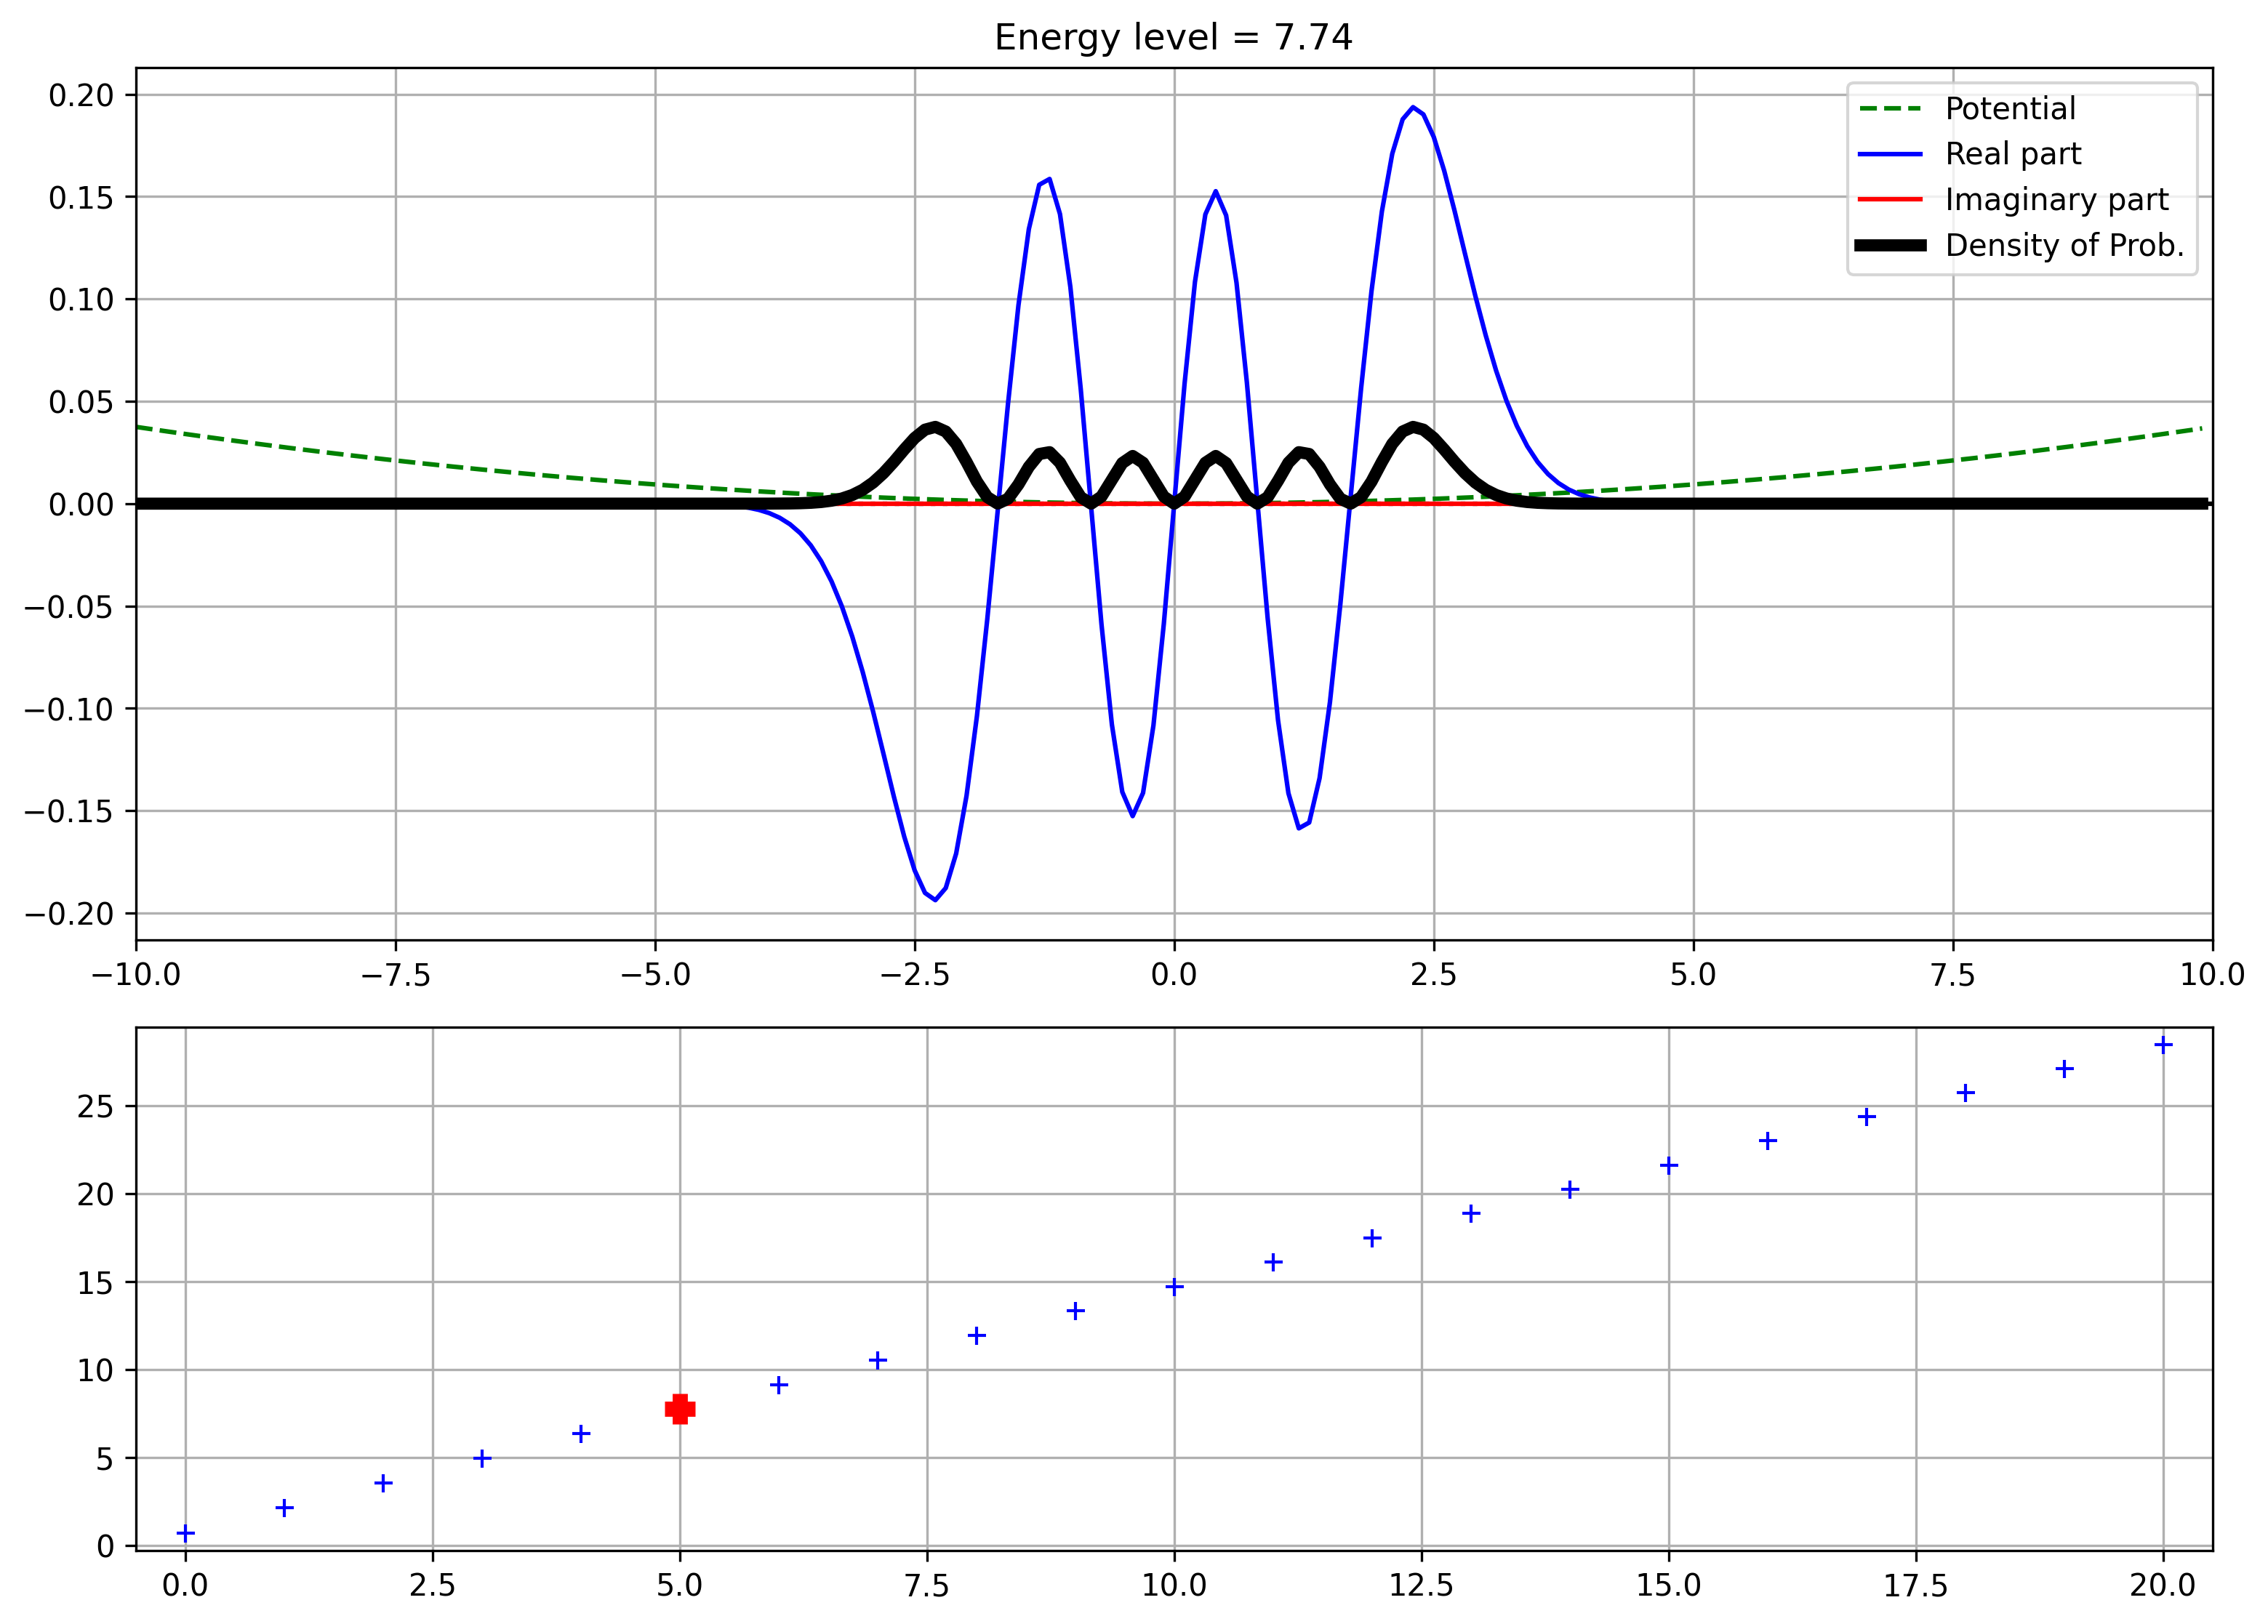 Energy level = 7.74
0.20
0.15
0.10
0.05
0.00
−0.05
−0.10
−0.15
−0.20
Potential
Real part
Imaginary part
Density of Prob.
−10.0 −7.5 −5.0 −2.5 0.0 2.5 5.0 7.5 10.0
25
20
15
10
5
0
0.0 2.5 5.0 7.5 10.0 12.5 15.0 17.5 20.0